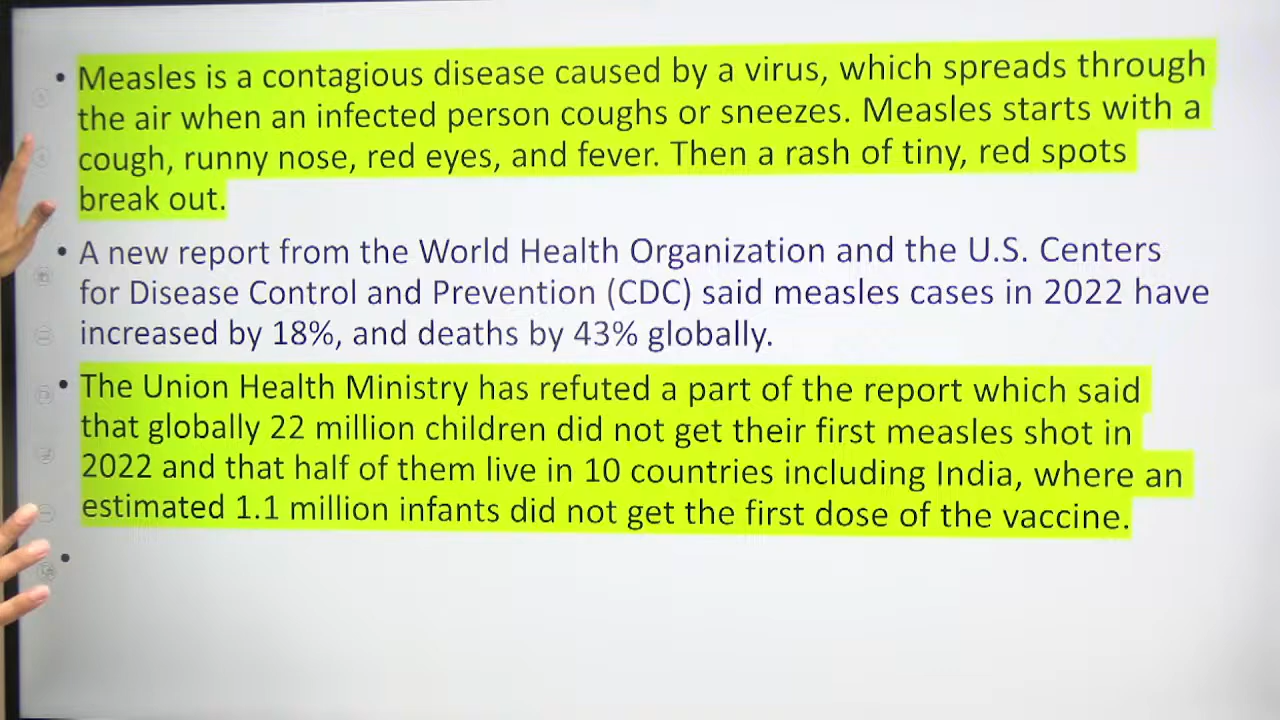 • Measles is a contagious disease caused by a virus, which spreads through
the air when an infected person coughs or sneezes. Measles starts with a
cough, runny nose, red eyes, and fever. Then a rash of tiny, red spots
break out.
• A new report from the World Health Organization and the U.S. Centers
for Disease Control and Prevention (CDC) said measles cases in 2022 have
increased by 18%, and deaths by 43% globally.
• The Union Health Ministry has refuted a part of the report which said
that globally 22 million children did not get their first measles shot in
2022 and that half of them live in 10 countries including India, where an
estimated 1.1 million infants did not get the first dose of the vaccine.
•